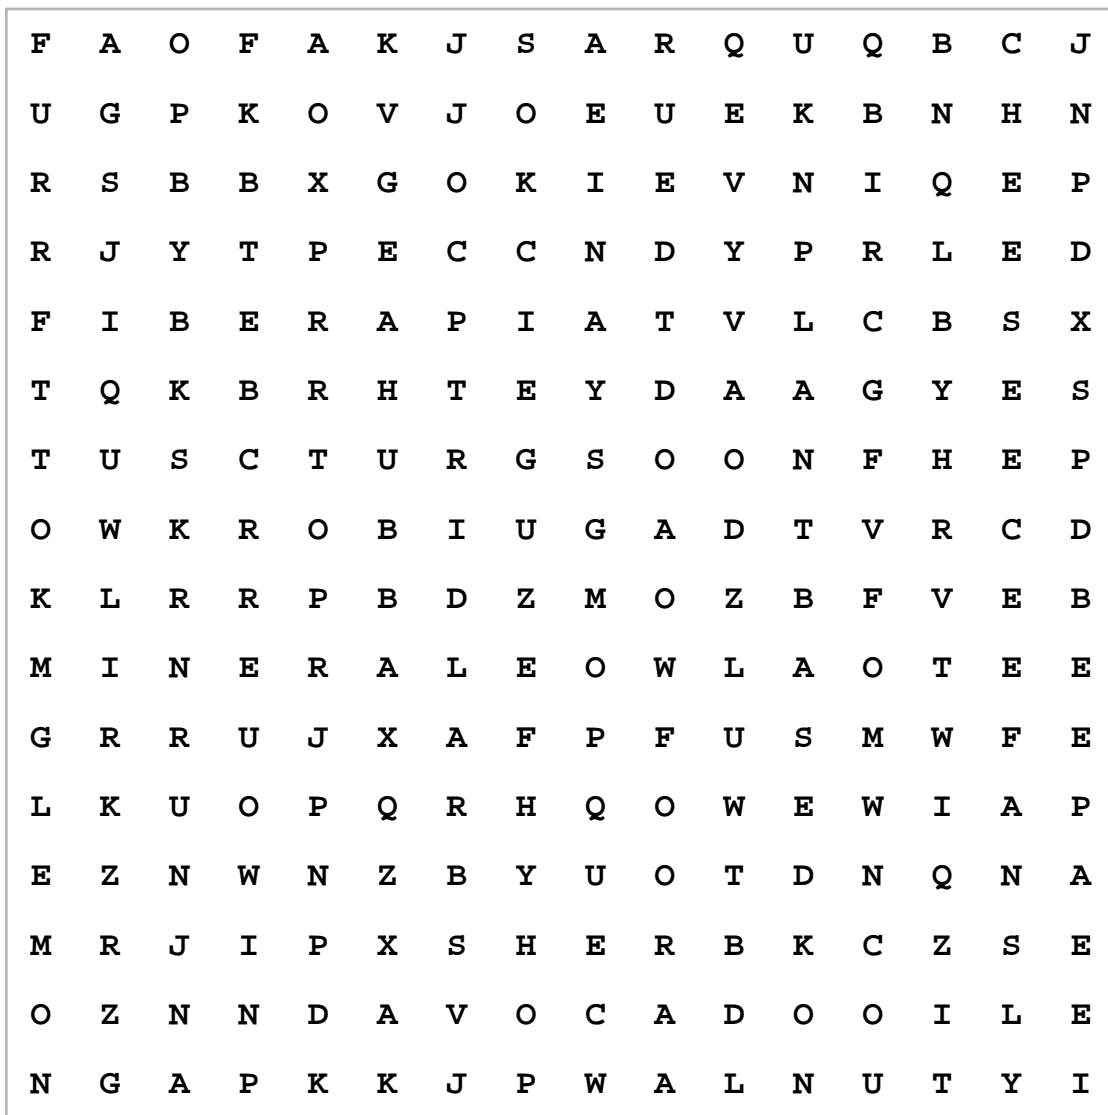 F A O F A K J S A R Q U Q B C J
U G P K O V J O E U E K B N H N
R S B B X G O K I E V N I Q E P
R J Y T P E C C N D Y P R L E D
F I B E R A P I A T V L C B S X
T Q K B R H T E Y D A A G Y E S
T U S C T U R G S O O N F H E P
O W K R O B I U G A D T V R C D
K L R R P B D Z M O Z B F V E B
M I N E R A L E O W L A O T E E
G R R U J X A F P F U S M W F E
L K U O P Q R H Q O W E W I A P
E Z N W N Z B Y U O T D N Q N A
M R J I P X S H E R B K C Z S E
O Z N N D A V O C A D O O I L E
N G A P K K J P W A L N U T Y I